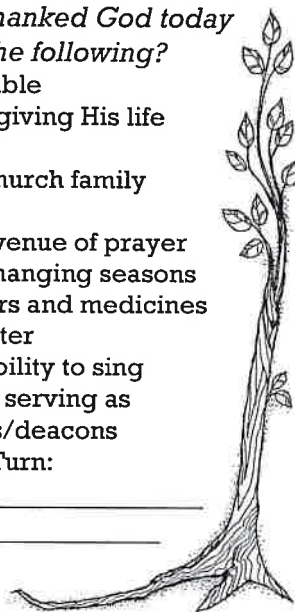 hanked God today
he following?
ble
giving His life
hurch family
venue of prayer
hanging seasons
rs and medicines
ter
bility to sing
serving as
s/deacons
Turn: